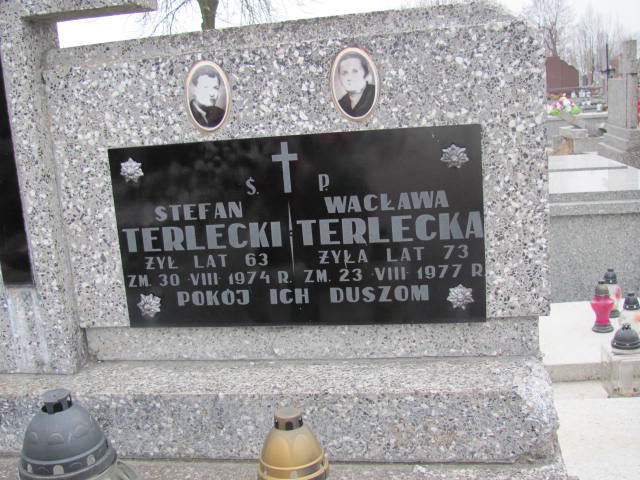 Ś. P.
STEFAN
TERLECKI
ŻYŁ LAT 63
ZM. 30 VIII 1974 R.
WACŁAWA
TERLECKA
ŻYŁA LAT 73
ZM. 23 VIII 1977 R
POKÓJ ICH DUSZOM